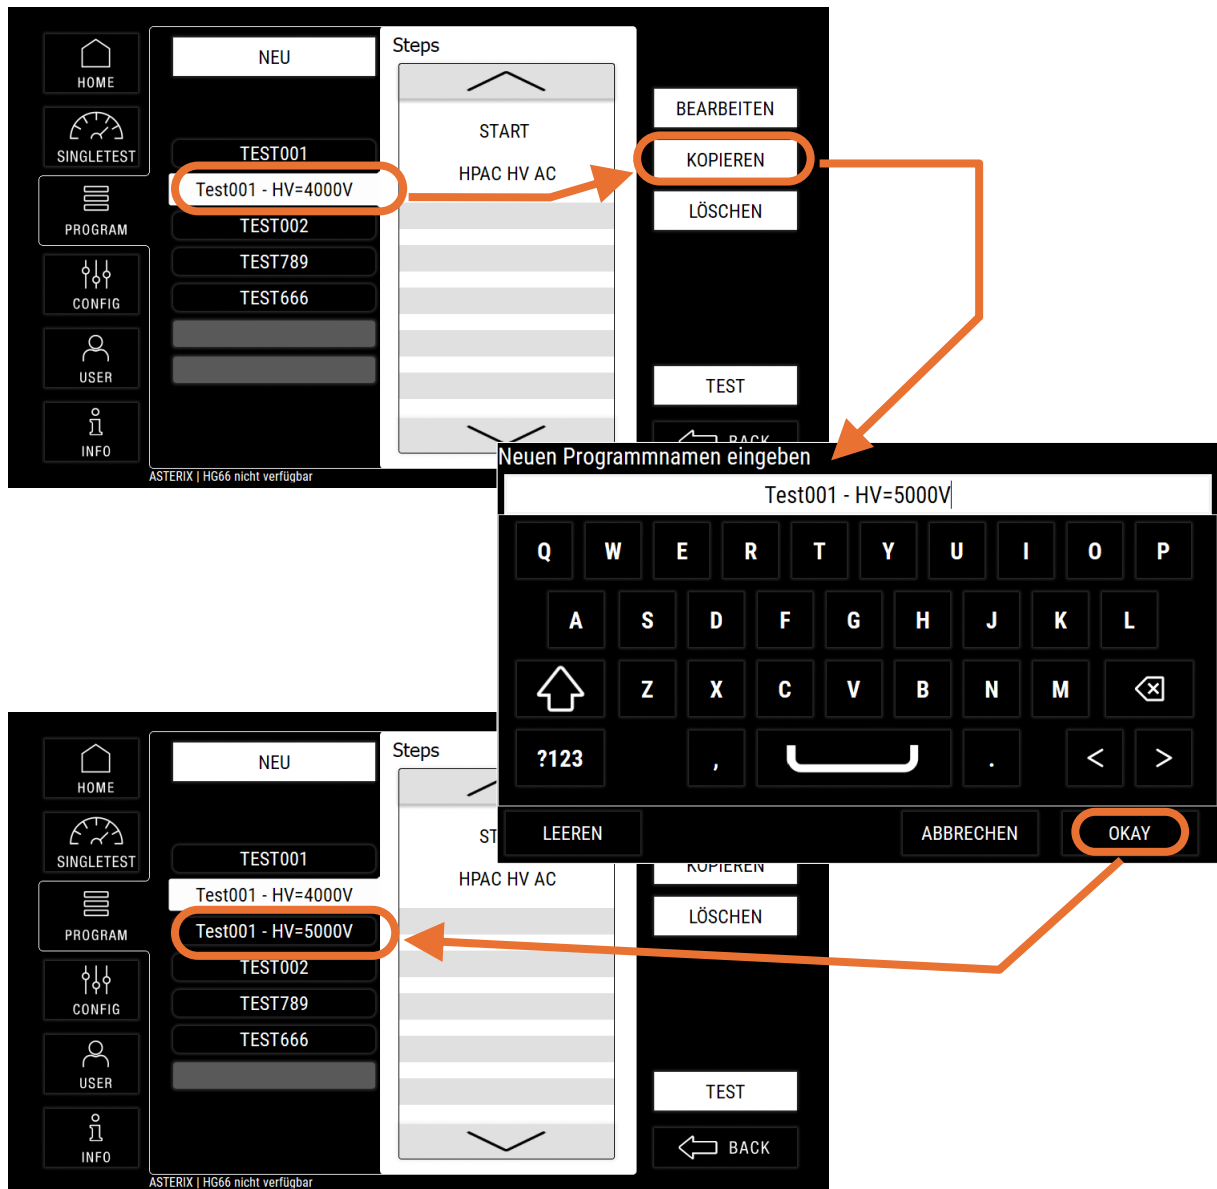 HOME
SINGLETEST
PROGRAM
CONFIG
USER
INFO
NEU
TEST001
Test001 - HV=4000V
TEST002
TEST789
TEST666
Steps
START
HPAC HV AC
BEARBEITEN
KOPIEREN
LÖSCHEN
TEST
BACK
ASTERIX | HG66 nicht verfügbar
Neuen Programmnamen eingeben
Test001 - HV=5000V
Q W E R T Y U I O P
A S D F G H J K L
Z X C V B N M
?123 , . < >
LEEREN ABBRECHEN OKAY
HOME
SINGLETEST
PROGRAM
CONFIG
USER
INFO
NEU
TEST001
Test001 - HV=4000V
Test001 - HV=5000V
TEST002
TEST789
TEST666
Steps
ST
HPAC HV AC
KOPIEREN
LÖSCHEN
TEST
BACK
ASTERIX | HG66 nicht verfügbar